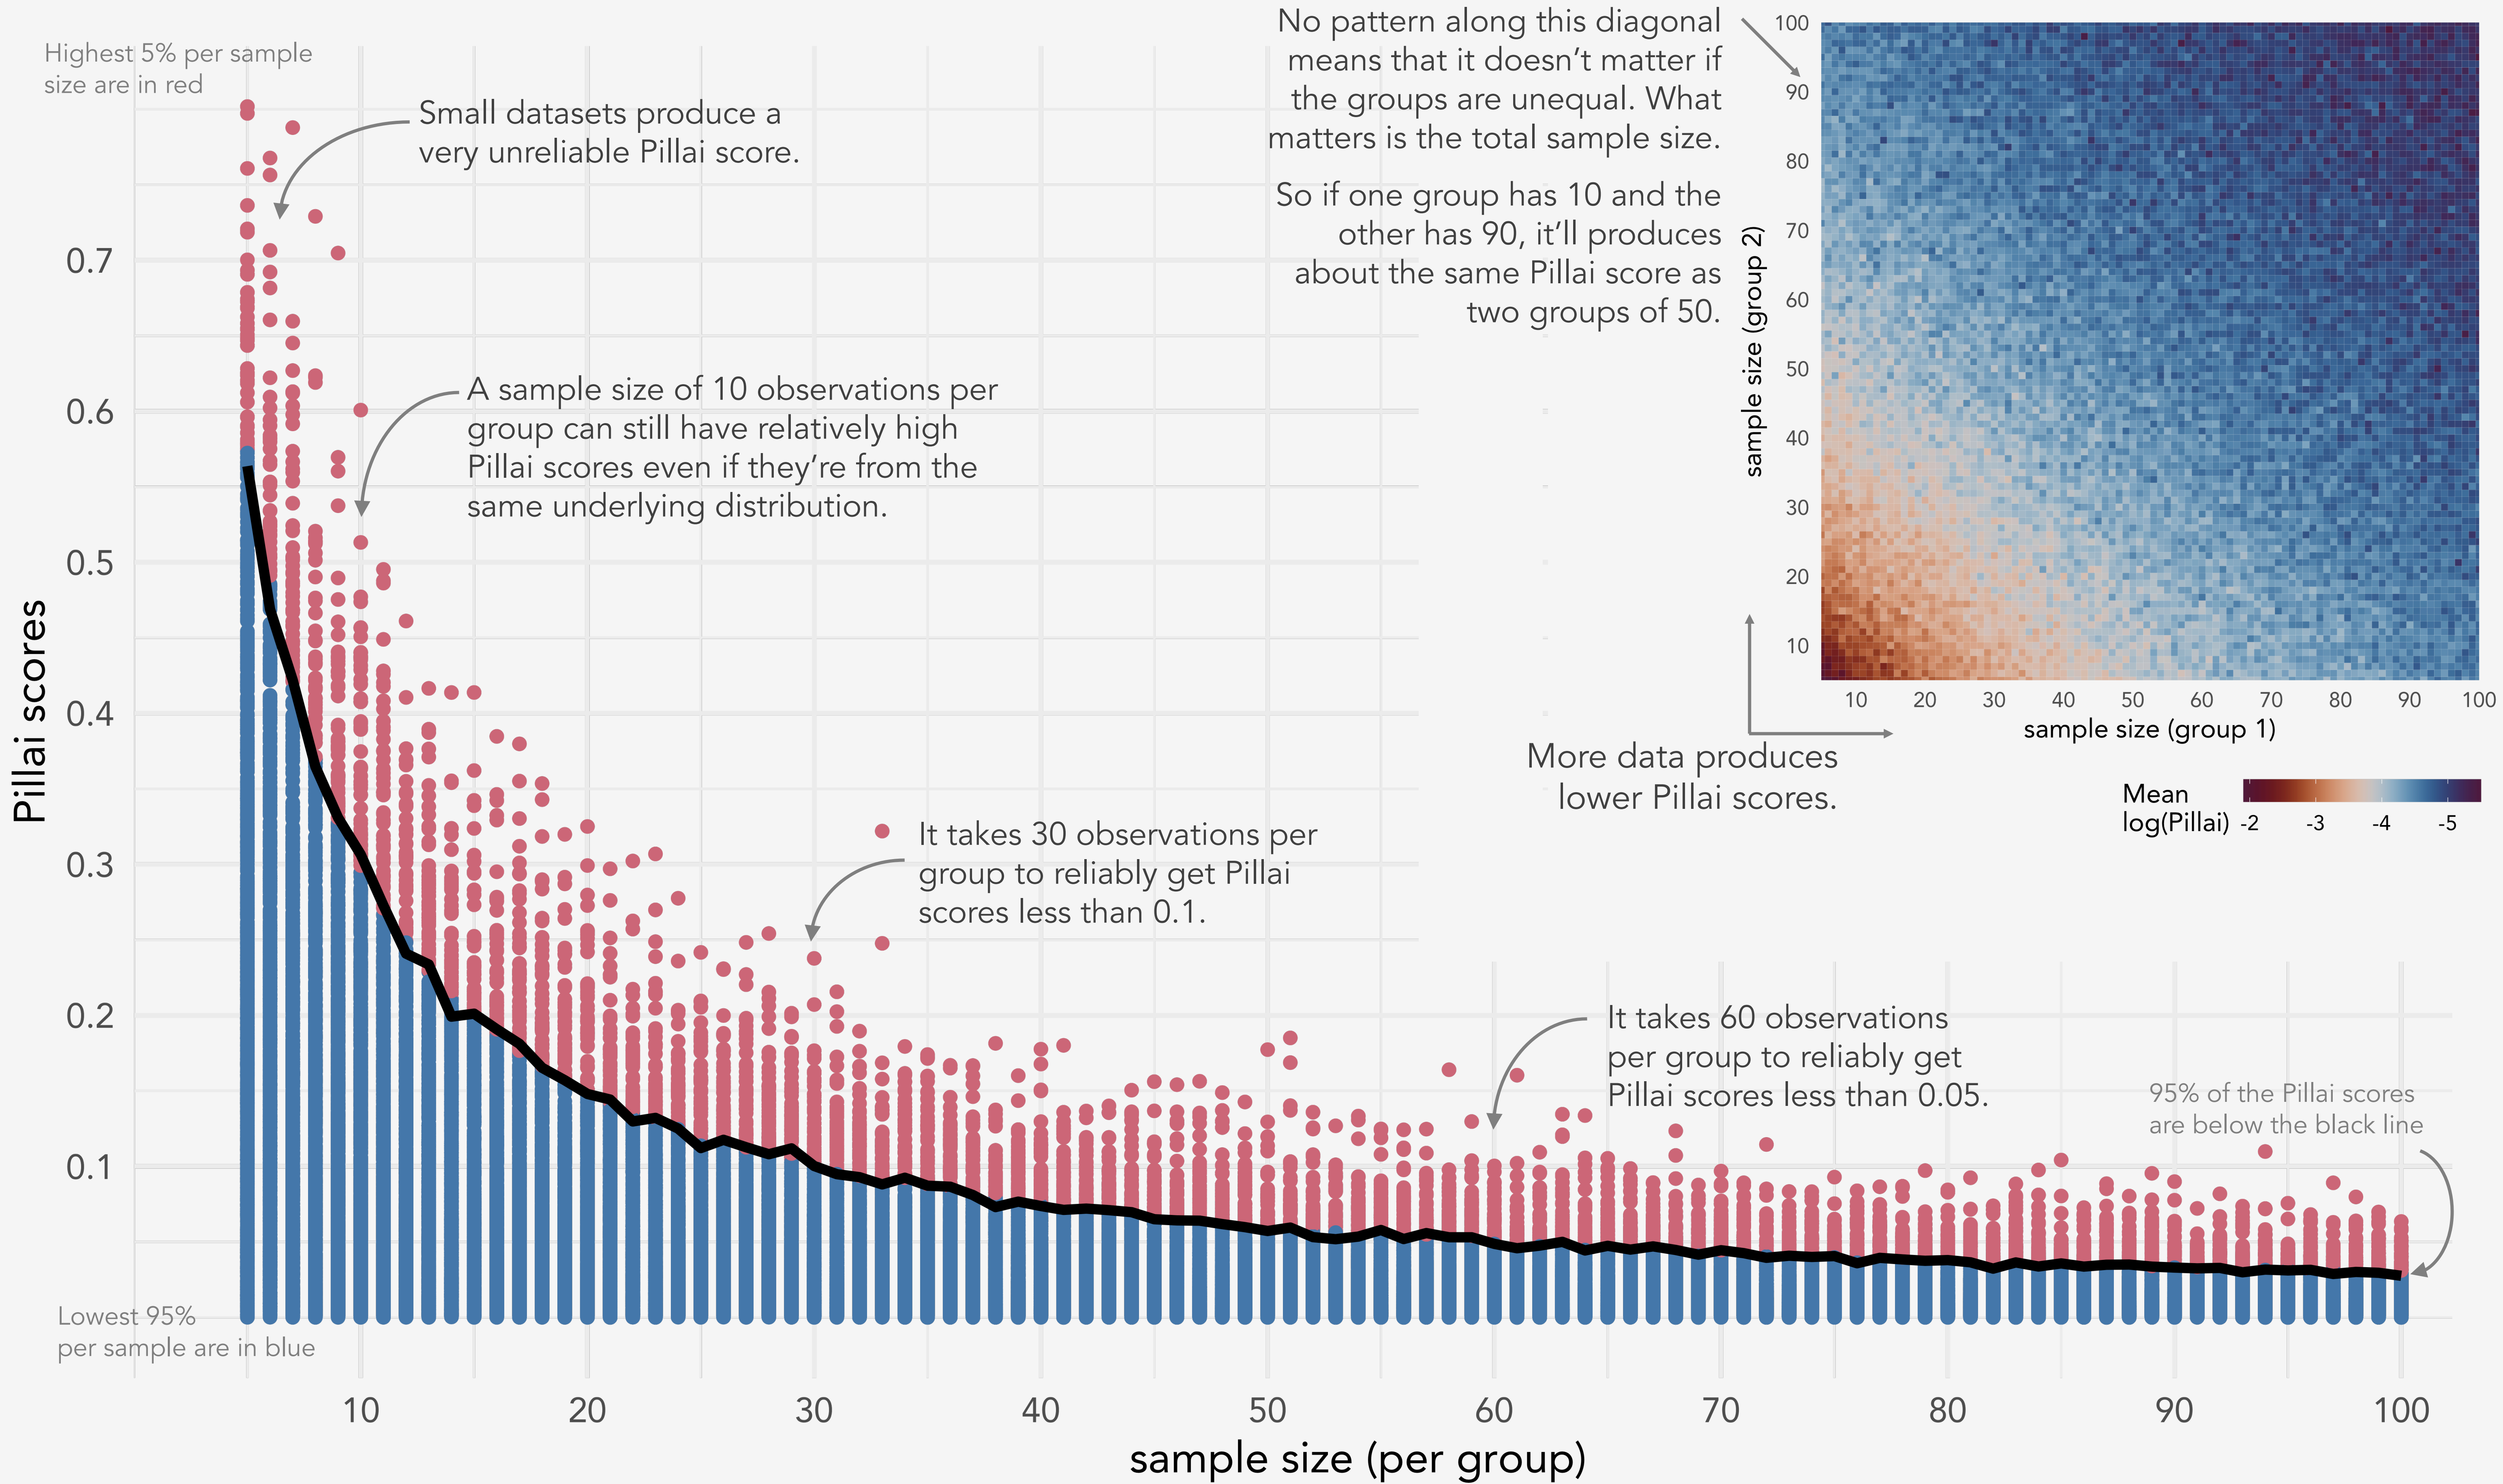 Highest 5% per sample
size are in red
Small datasets produce a
very unreliable Pillai score.
A sample size of 10 observations per
group can still have relatively high
Pillai scores even if they’re from the
same underlying distribution.
It takes 30 observations per
group to reliably get Pillai
scores less than 0.1.
It takes 60 observations
per group to reliably get
Pillai scores less than 0.05.
95% of the Pillai scores
are below the black line
Lowest 95%
per sample are in blue
Pillai scores
0.7
0.6
0.5
0.4
0.3
0.2
0.1
10 20 30 40 50 60 70 80 90 100
sample size (per group)
No pattern along this diagonal
means that it doesn’t matter if
the groups are unequal. What
matters is the total sample size.
So if one group has 10 and the
other has 90, it’ll produces
about the same Pillai score as
two groups of 50.
sample size (group 2)
100
90
80
70
60
50
40
30
20
10
10 20 30 40 50 60 70 80 90 100
sample size (group 1)
More data produces
lower Pillai scores.
Mean
log(Pillai)
-2 -3 -4 -5